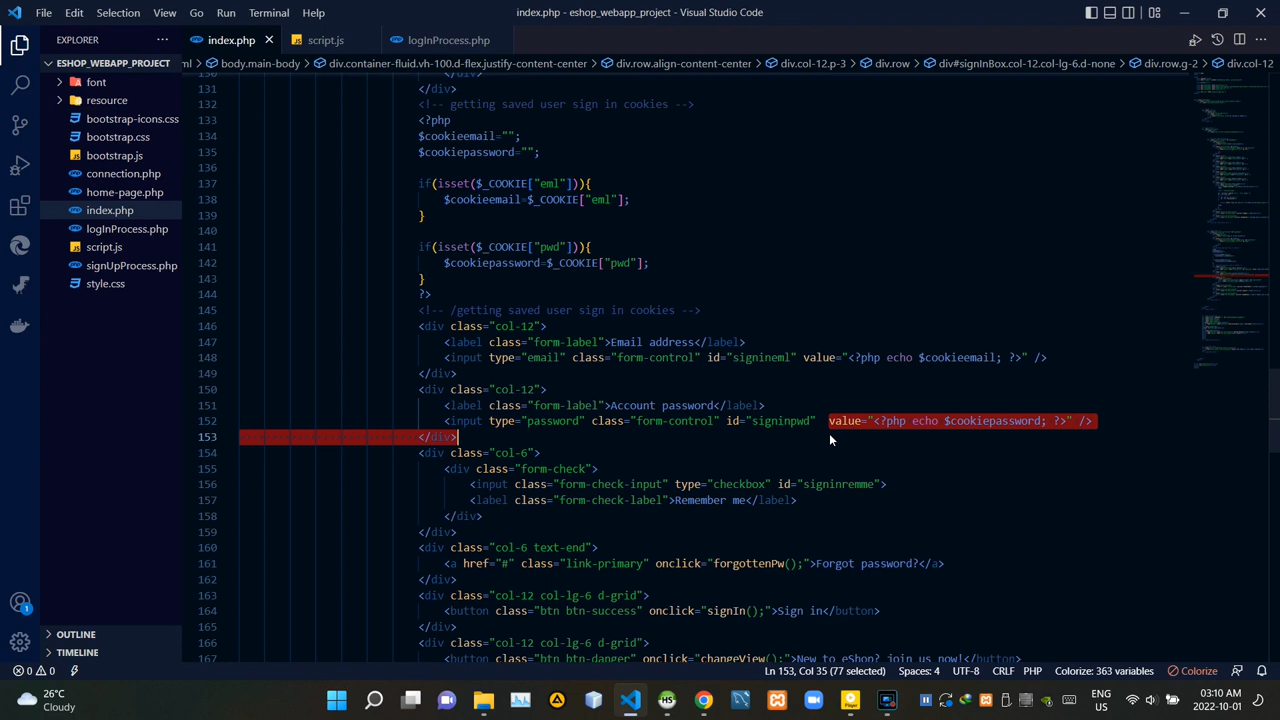 File Edit Selection View Go Run Terminal Help index.php - eshop_webapp_project - Visual Studio Code
EXPLORER ···
index.php
script.js
logInProcess.php
ESHOP_WEBAPP_PROJECT
body.main-body > div.container-fluid.vh-100.d-flex.justify-content-center > div.row.align-content-center > div.col-12.p-3 > div.row > div#signInBox.col-12.col-lg-6.d-none > div.row.g-2 > div.col-12
font
resource
bootstrap-icons.css
bootstrap.css
bootstrap.js
connection.php
home-page.php
index.php
logInProcess.php
script.js
signUpProcess.php
style.css
131 </div>
132 <!-- getting saved user sign in cookies -->
133 <?php
134 $cookieemail="";
135 $cookiepassword="";
136
137 if(isset($_COOKIE["eml"])){
138 $cookieemail=$_COOKIE["eml"];
139 }
140
141 if(isset($_COOKIE["pwd"])){
142 $cookiepassword=$_COOKIE["pwd"];
143 }
144 ?>
145 <!-- /getting saved user sign in cookies -->
146 <div class="col-12">
147 <label class="form-label">Email address</label>
148 <input type="email" class="form-control" id="signineml" value="<?php echo $cookieemail; ?>" />
149 </div>
150 <div class="col-12">
151 <label class="form-label">Account password</label>
152 <input type="password" class="form-control" id="signinpwd"  value="<?php echo $cookiepassword; ?>" />
153 </div>
154 <div class="col-6">
155 <div class="form-check">
156 <input class="form-check-input" type="checkbox" id="signinremme">
157 <label class="form-check-label">Remember me</label>
158 </div>
159 </div>
160 <div class="col-6 text-end">
161 <a href="#" class="link-primary" onclick="forgottenPw();">Forgot password?</a>
162 </div>
163 <div class="col-12 col-lg-6 d-grid">
164 <button class="btn btn-success" onclick="signIn();">Sign in</button>
165 </div>
166 <div class="col-12 col-lg-6 d-grid">
167 <button class="btn btn-danger" onclick="changeView();">New to eShop? join us now!</button>
OUTLINE
TIMELINE
0 0 Ln 153, Col 35 (77 selected) Spaces: 4 UTF-8 CRLF PHP Colorize: 363 variables Colorize
26°C
Cloudy
ENG
US
03:10 AM
2022-10-01